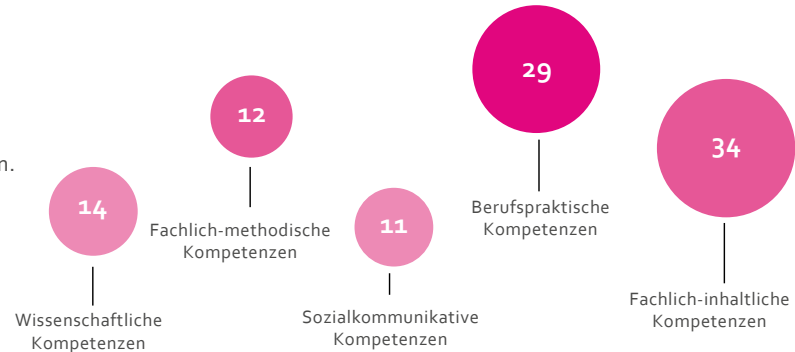 n.
14
Wissenschaftliche
Kompetenzen
12
Fachlich-methodische
Kompetenzen
11
Sozialkommunikative
Kompetenzen
29
Berufspraktische
Kompetenzen
34
Fachlich-inhaltliche
Kompetenzen